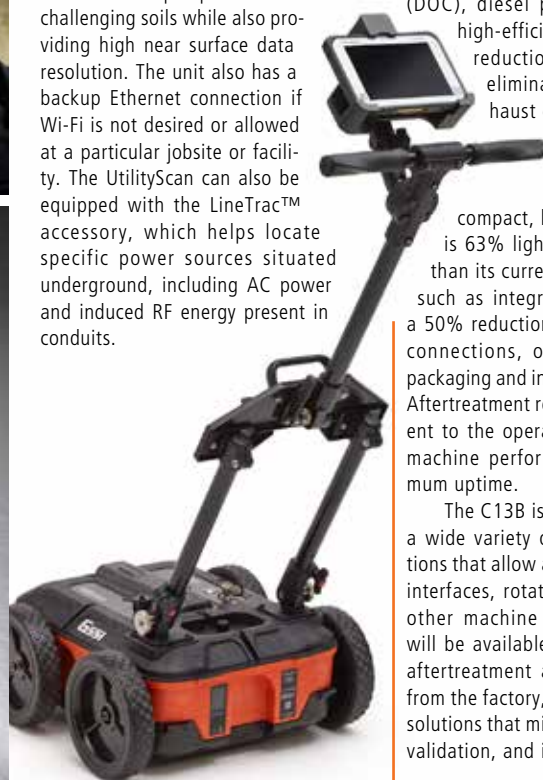 challenging soils while also pro-
viding high near surface data
resolution. The unit also has a
backup Ethernet connection if
Wi-Fi is not desired or allowed
at a particular jobsite or facili-
ty. The UtilityScan can also be
equipped with the LineTrac™
accessory, which helps locate
specific power sources situated
underground, including AC power
and induced RF energy present in
conduits.
GSSI
(DOC), diesel p
high-effici
reduction
elimina
haust
compact, l
is 63% ligh
than its curre
such as integr
a 50% reduction
connections, o
packaging and in
Aftertreatment re
ent to the opera
machine perfor
mum uptime.
The C13B is
a wide variety o
tions that allow a
interfaces, rotat
other machine
will be available
aftertreatment a
from the factory,
solutions that mi
validation, and i